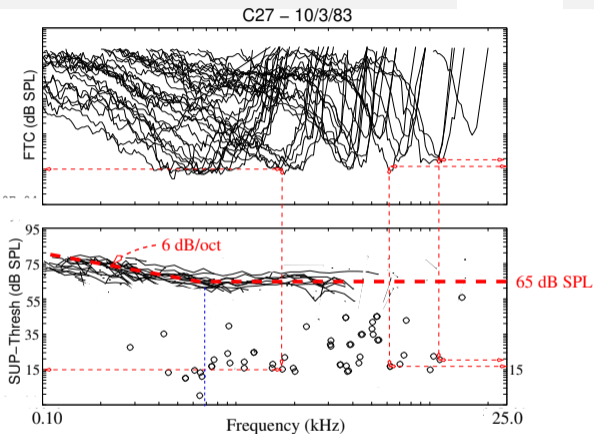 C27 − 10/3/83
FTC (dB SPL)
SUP−Thresh (dB SPL)
95
75
55
35
15
6 dB/oct
65 dB SPL
15
0.10
Frequency (kHz)
25.0